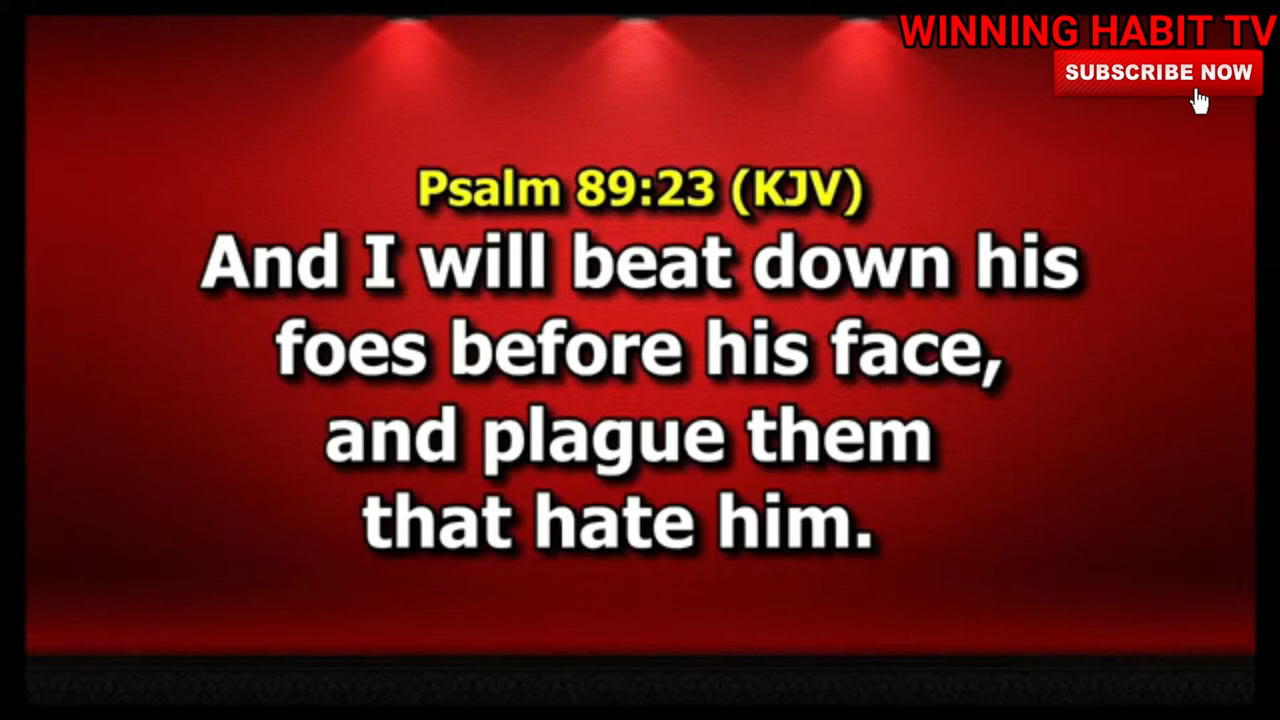 WINNING HABIT TV
SUBSCRIBE NOW
Psalm 89:23 (KJV)
And I will beat down his
foes before his face,
and plague them
that hate him.